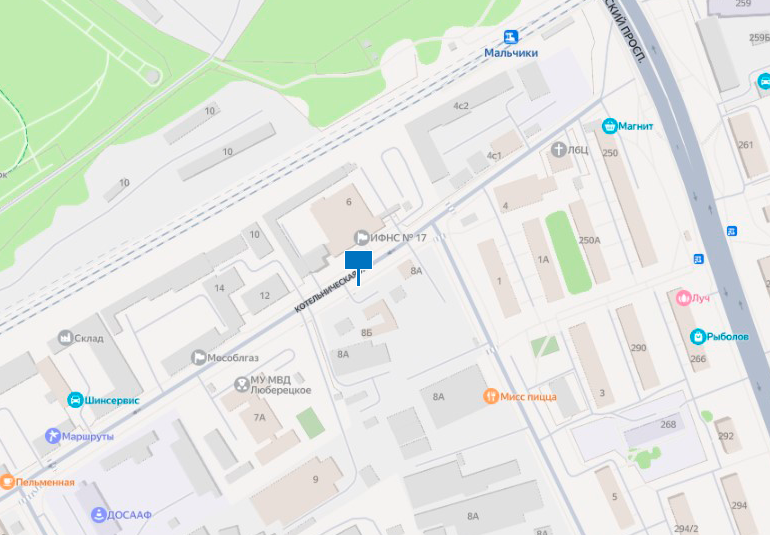 259
СКИЙ ПРОСП.
259Б
Мальчики
4с2
10
Магнит
10
4с1
ЛБЦ
250
261
ок
10
6
4
10
ИФНС № 17
250А
1А
8А
КОТЕЛЬНИЧЕСКАЯ
1
14
12
Луч
8Б
Склад
Рыболов
290
Мособлгаз
8А
266
МУ МВД
Люберецкое
Шинсервис
8А
Мисс пицца
3
7А
268
Маршруты
292
9
Пельменная
5
294
ДОСААФ
8А
8А
294/2